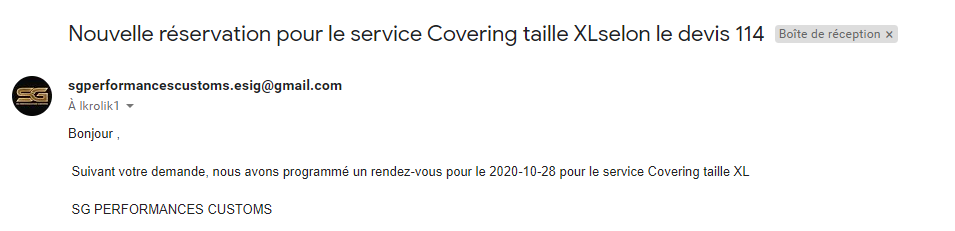 Nouvelle réservation pour le service Covering taille XLselon le devis 114 Boîte de réception ×
SG
sgperformancescustoms.esig@gmail.com
À lkrolik1
Bonjour ,
Suivant votre demande, nous avons programmé un rendez-vous pour le 2020-10-28 pour le service Covering taille XL
SG PERFORMANCES CUSTOMS